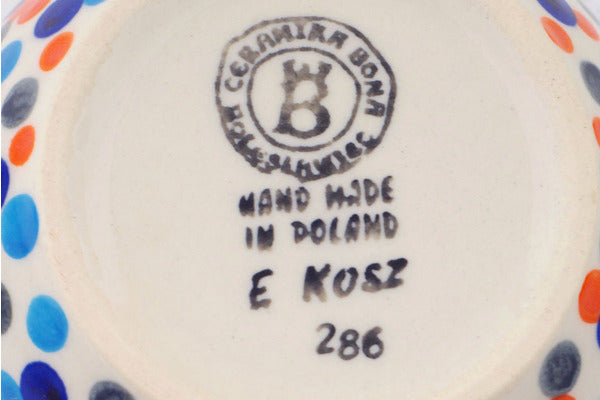 CERAMIKA BONA
B
HAND MADE
IN POLAND
E KOSZ
286